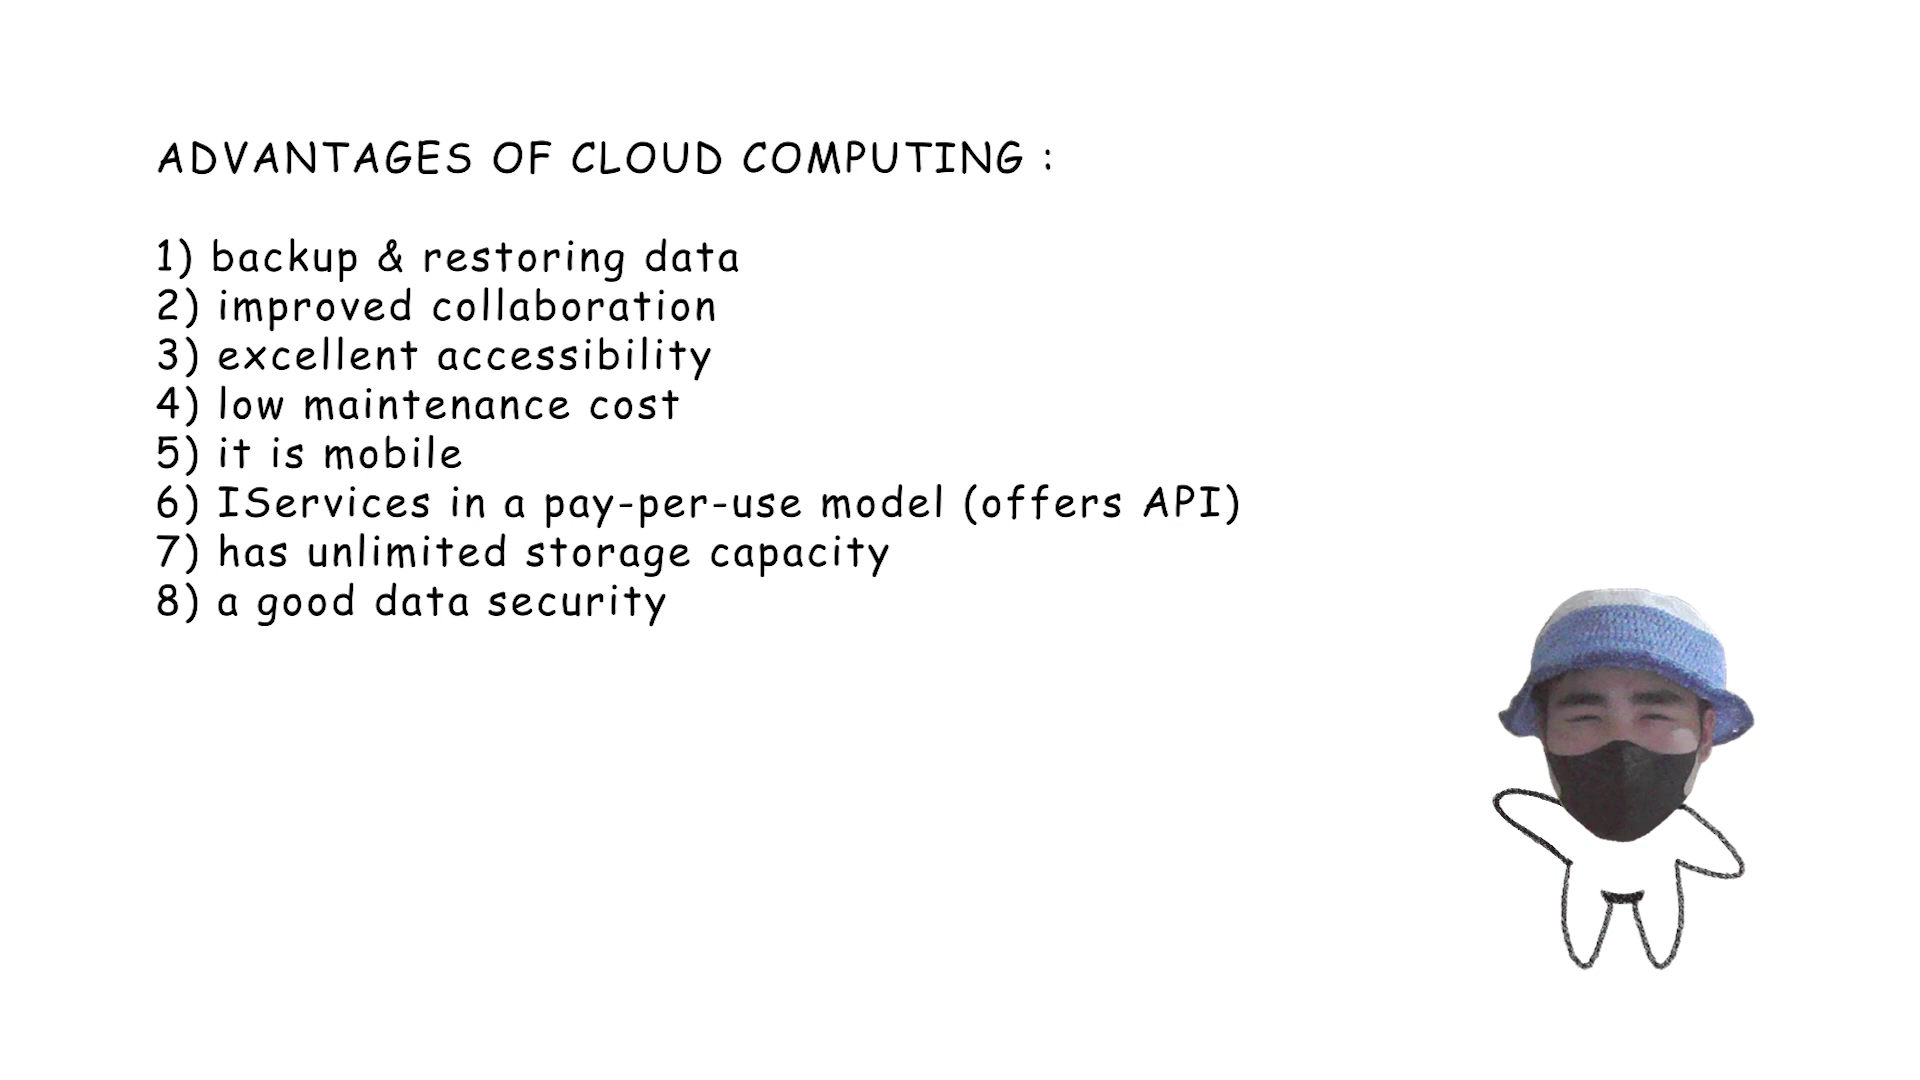 ADVANTAGES OF CLOUD COMPUTING :
1) backup & restoring data
2) improved collaboration
3) excellent accessibility
4) low maintenance cost
5) it is mobile
6) IServices in a pay-per-use model (offers API)
7) has unlimited storage capacity
8) a good data security